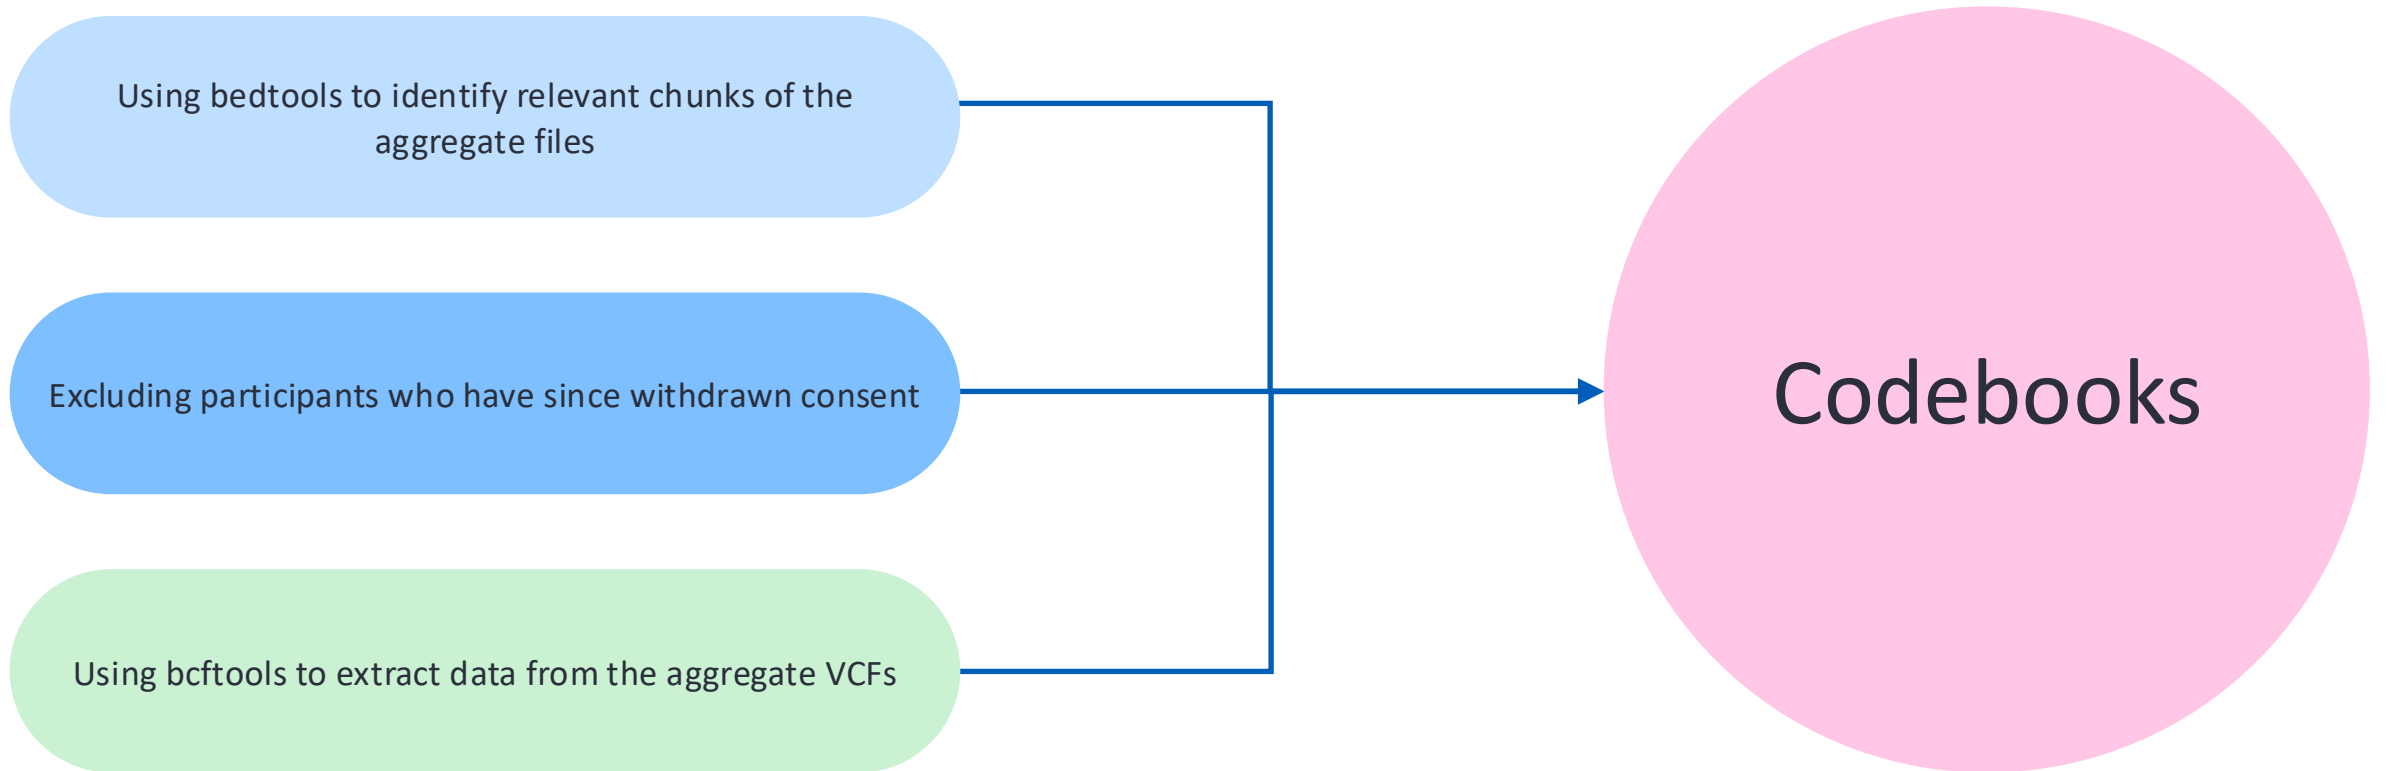 Using bedtools to identify relevant chunks of the
aggregate files
Excluding participants who have since withdrawn consent
Using bcftools to extract data from the aggregate VCFs
Codebooks